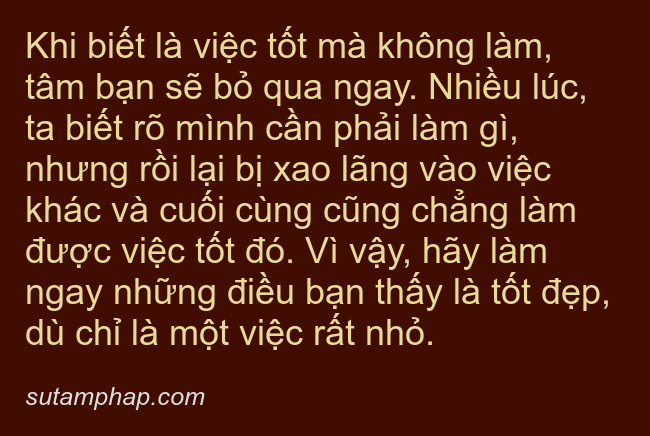 Khi biết là việc tốt mà không làm,
tâm bạn sẽ bỏ qua ngay. Nhiều lúc,
ta biết rõ mình cần phải làm gì,
nhưng rồi lại bị xao lãng vào việc
khác và cuối cùng cũng chẳng làm
được việc tốt đó. Vì vậy, hãy làm
ngay những điều bạn thấy là tốt đẹp,
dù chỉ là một việc rất nhỏ.
sutamphap.com